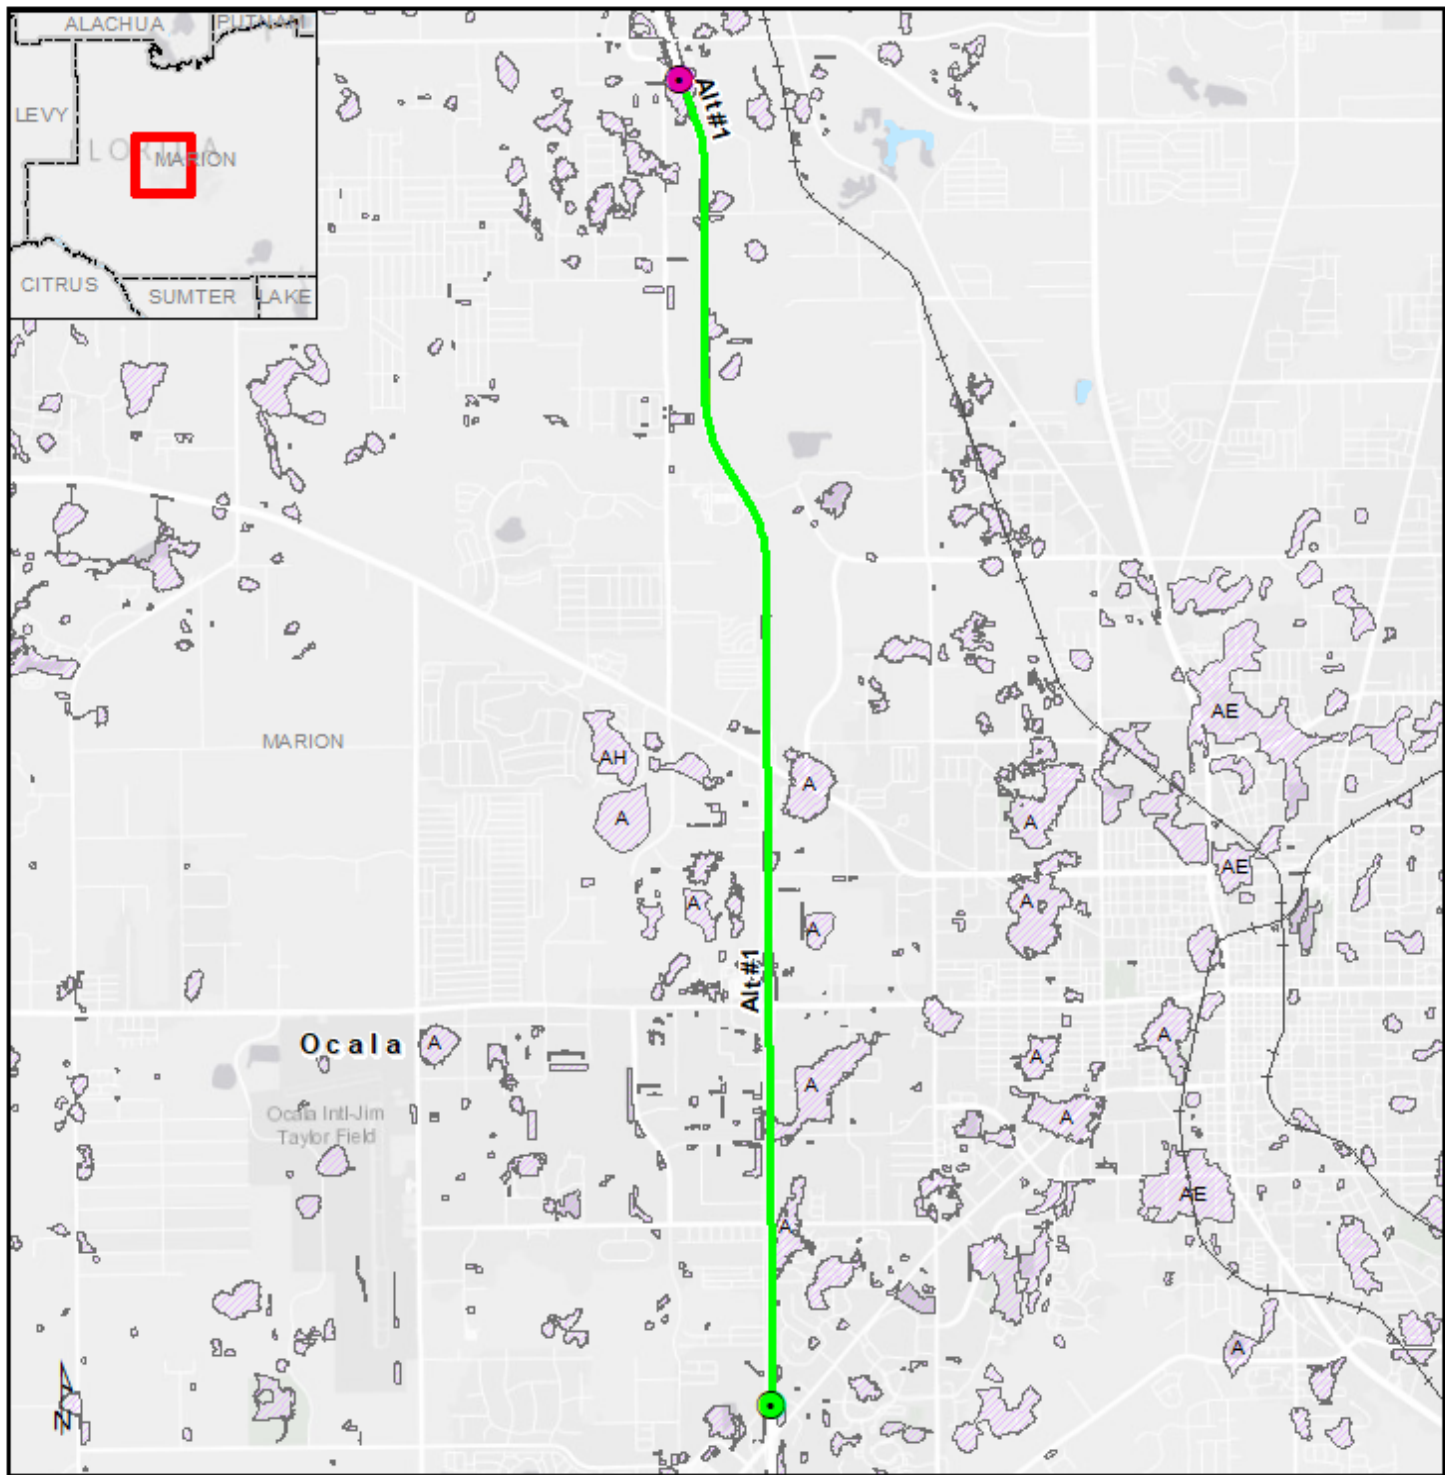 ALACHUA
PUTNAM
LEVY
FLORIDA
MARION
CITRUS
SUMTER
LAKE
Alt#1
MARION
AE
AH
A
A
A
AE
A
A
A
Alt#1
Ocala
A
A
A
A
A
Ocala Intl-Jim
Taylor Field
AE
A
A
N